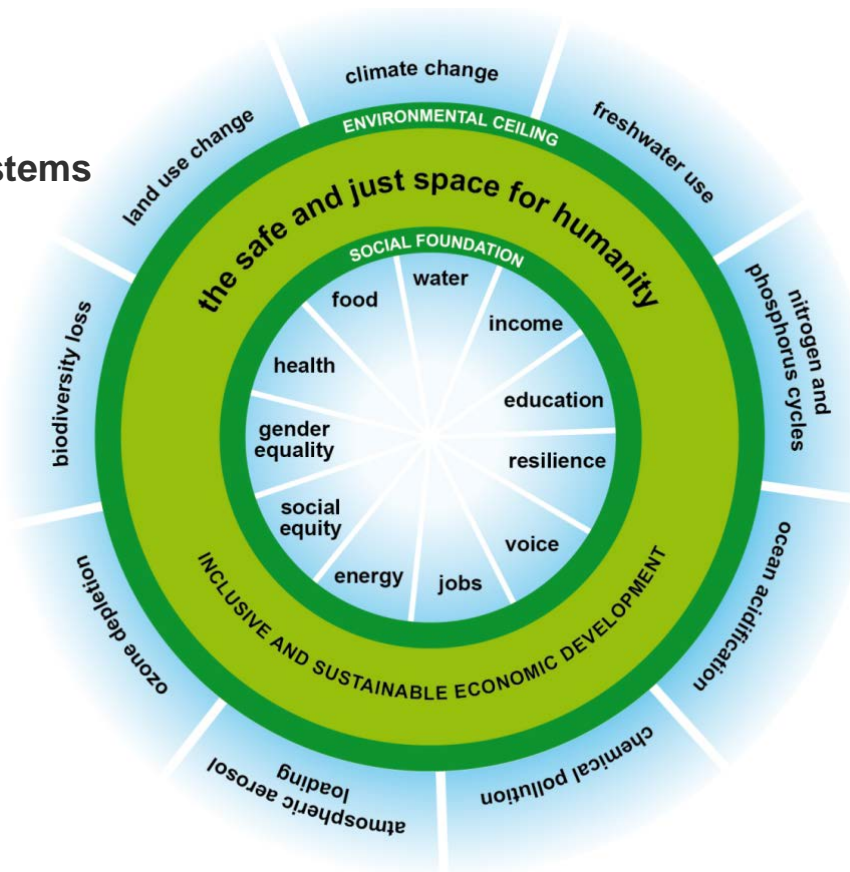 stems
climate change
freshwater use
nitrogen and
phosphorus cycles
ocean acidification
chemical pollution
atmospheric aerosol
loading
ozone depletion
biodiversity loss
land use change
ENVIRONMENTAL CEILING
the safe and just space for humanity
SOCIAL FOUNDATION
water
income
education
resilience
voice
jobs
energy
social
equity
gender
equality
health
food
INCLUSIVE AND SUSTAINABLE ECONOMIC DEVELOPMENT